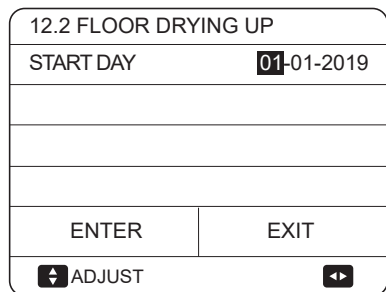 12.2 FLOOR DRYING UP
START DAY 01-01-2019
ENTER EXIT
ADJUST